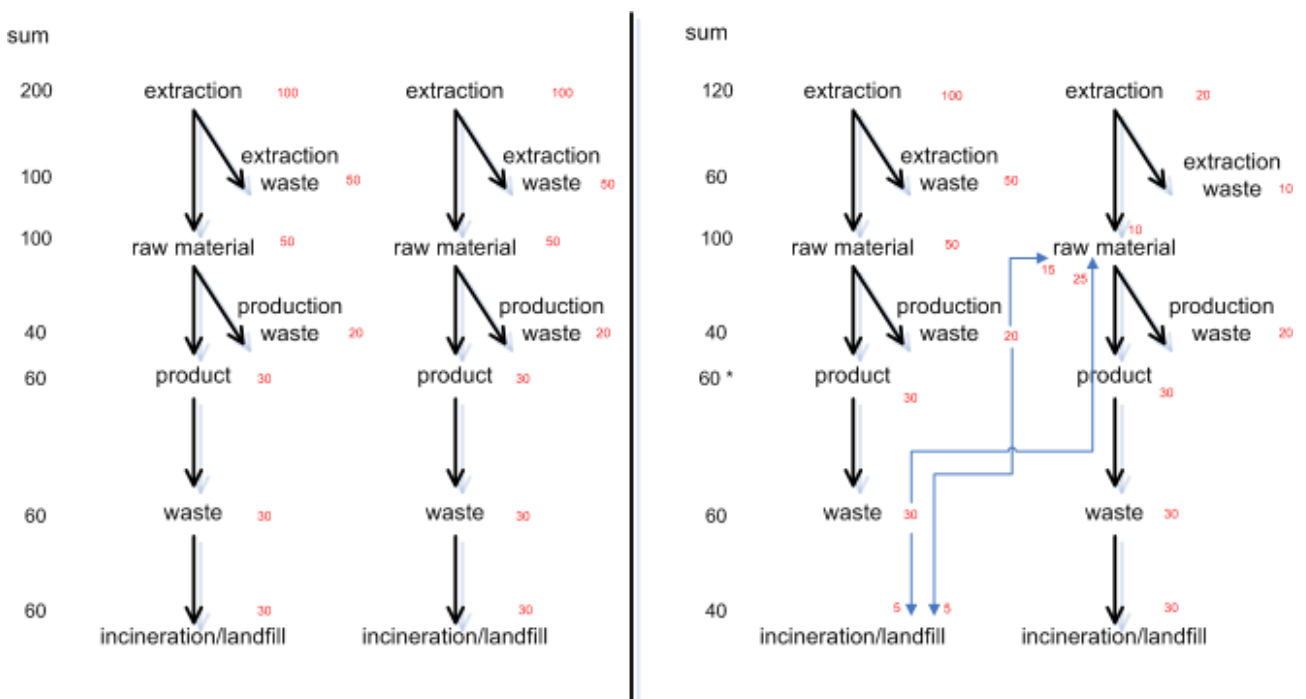 sum
200 extraction 100 extraction 100
extraction extraction
100 waste 50 waste 50
100 raw material 50 raw material 50
production production
40 waste 20 waste 20
60 product 30 product 30
60 waste 30 waste 30
60 30 30
incineration/landfill incineration/landfill
sum
120 extraction 100 extraction 20
extraction extraction
60 waste 50 waste 10
10
100 raw material 50 raw material
15 25
production production
40 waste 20 waste 20
60 * product 30 product 30
60 waste 30 waste 30
40 5 5 30
incineration/landfill incineration/landfill